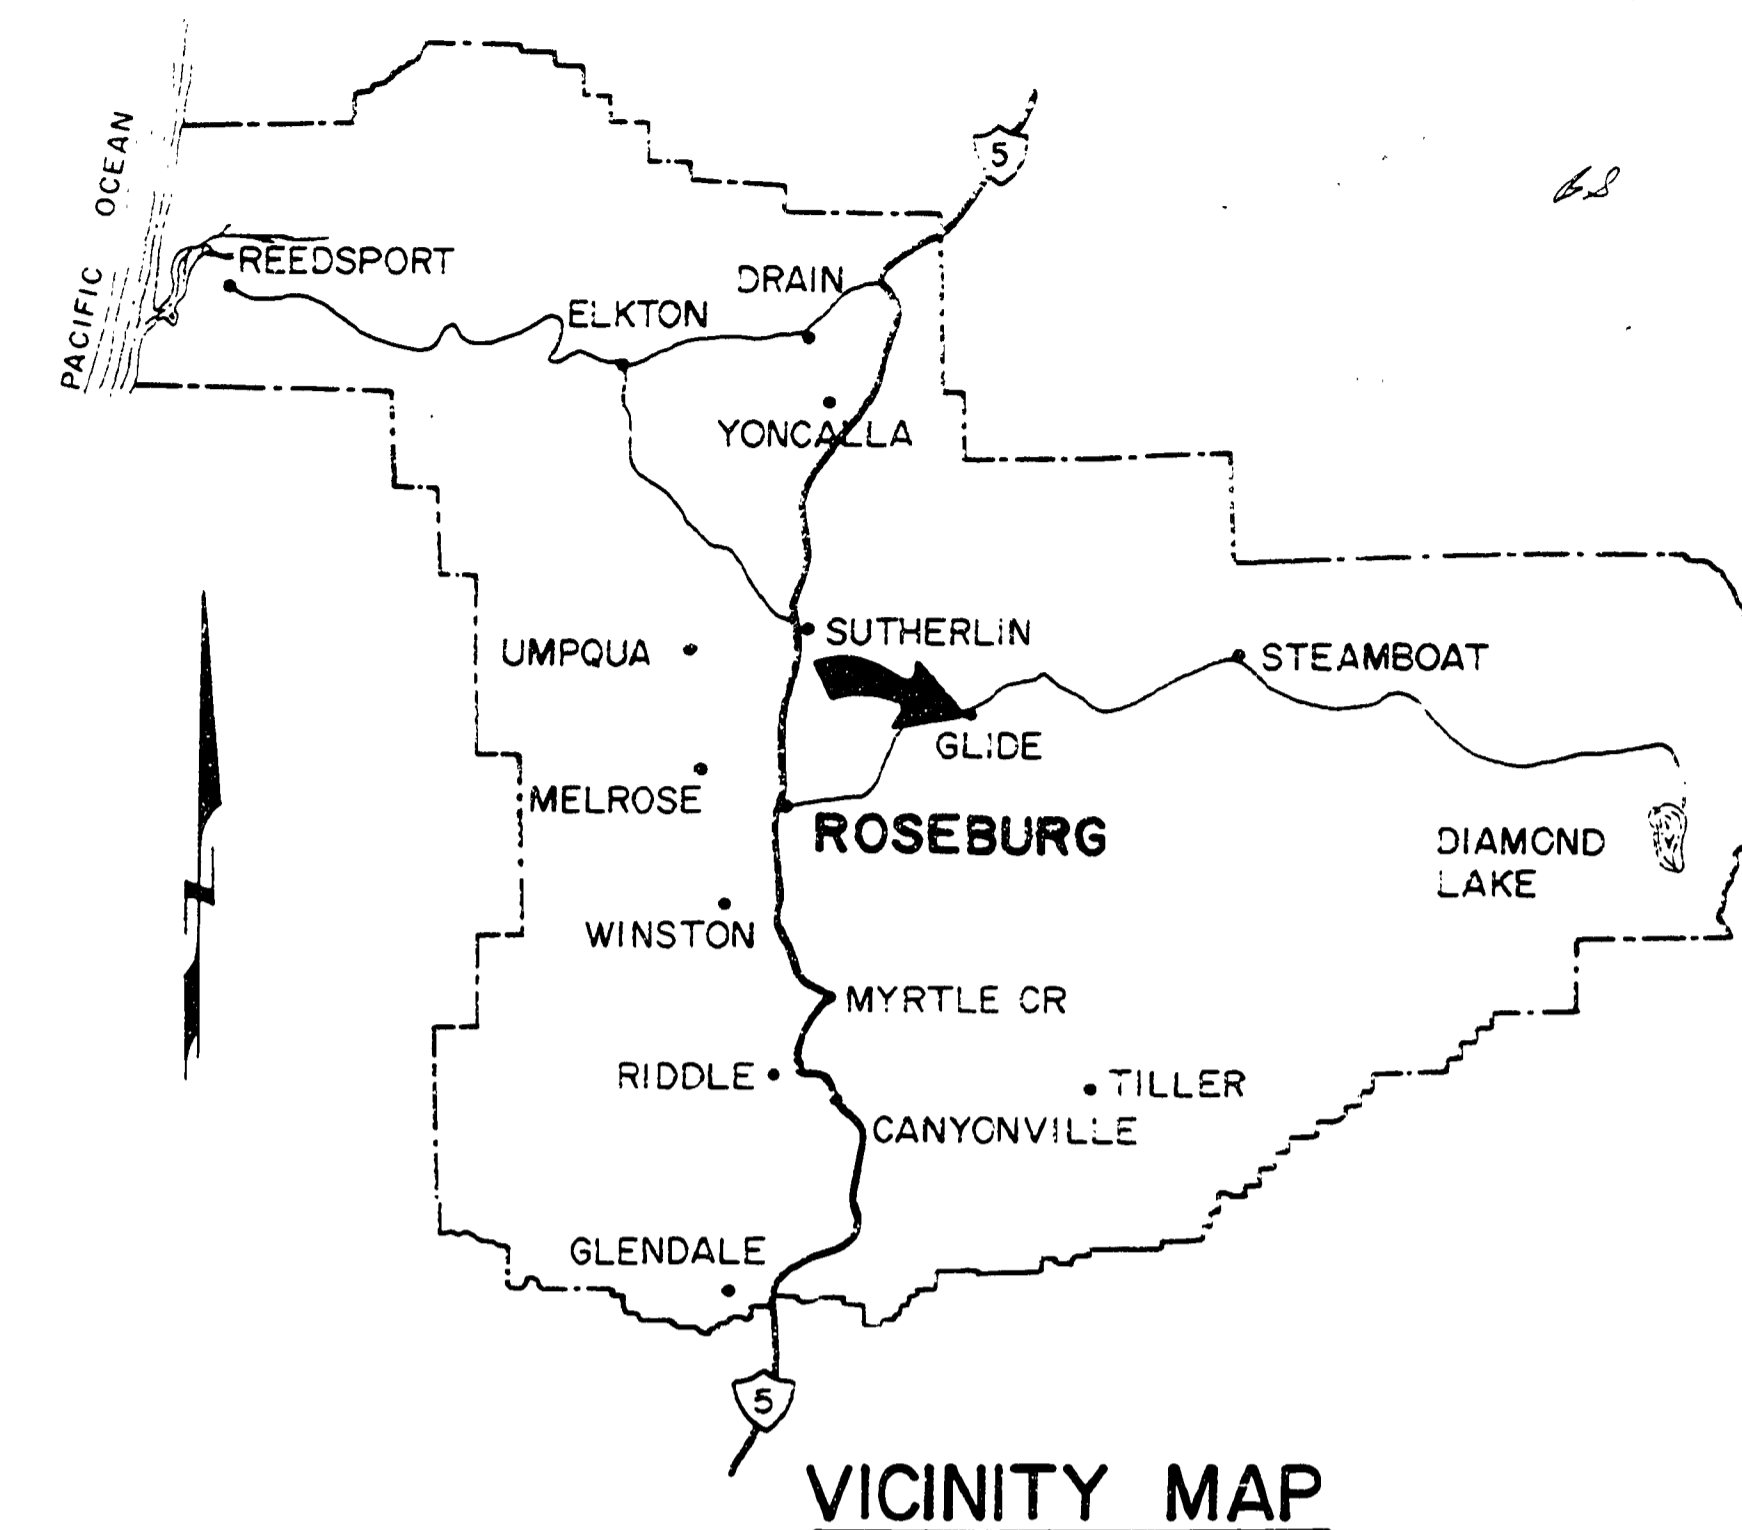 5
PACIFIC OCEAN
REEDSPORT
DRAIN
ELKTON
YONCALLA
SUTHERLIN
UMPQUA
STEAMBOAT
GLIDE
MELROSE
ROSEBURG
DIAMOND
LAKE
WINSTON
MYRTLE CR
RIDDLE
TILLER
CANYONVILLE
GLENDALE
5
VICINITY MAP